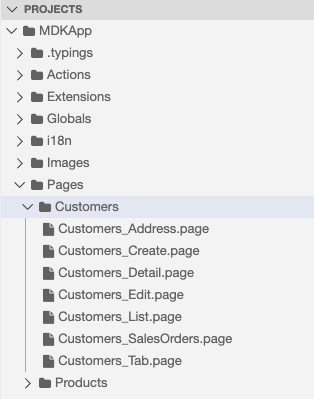 PROJECTS
MDKApp
.typings
Actions
Extensions
Globals
i18n
Images
Pages
Customers
Customers_Address.page
Customers_Create.page
Customers_Detail.page
Customers_Edit.page
Customers_List.page
Customers_SalesOrders.page
Customers_Tab.page
Products